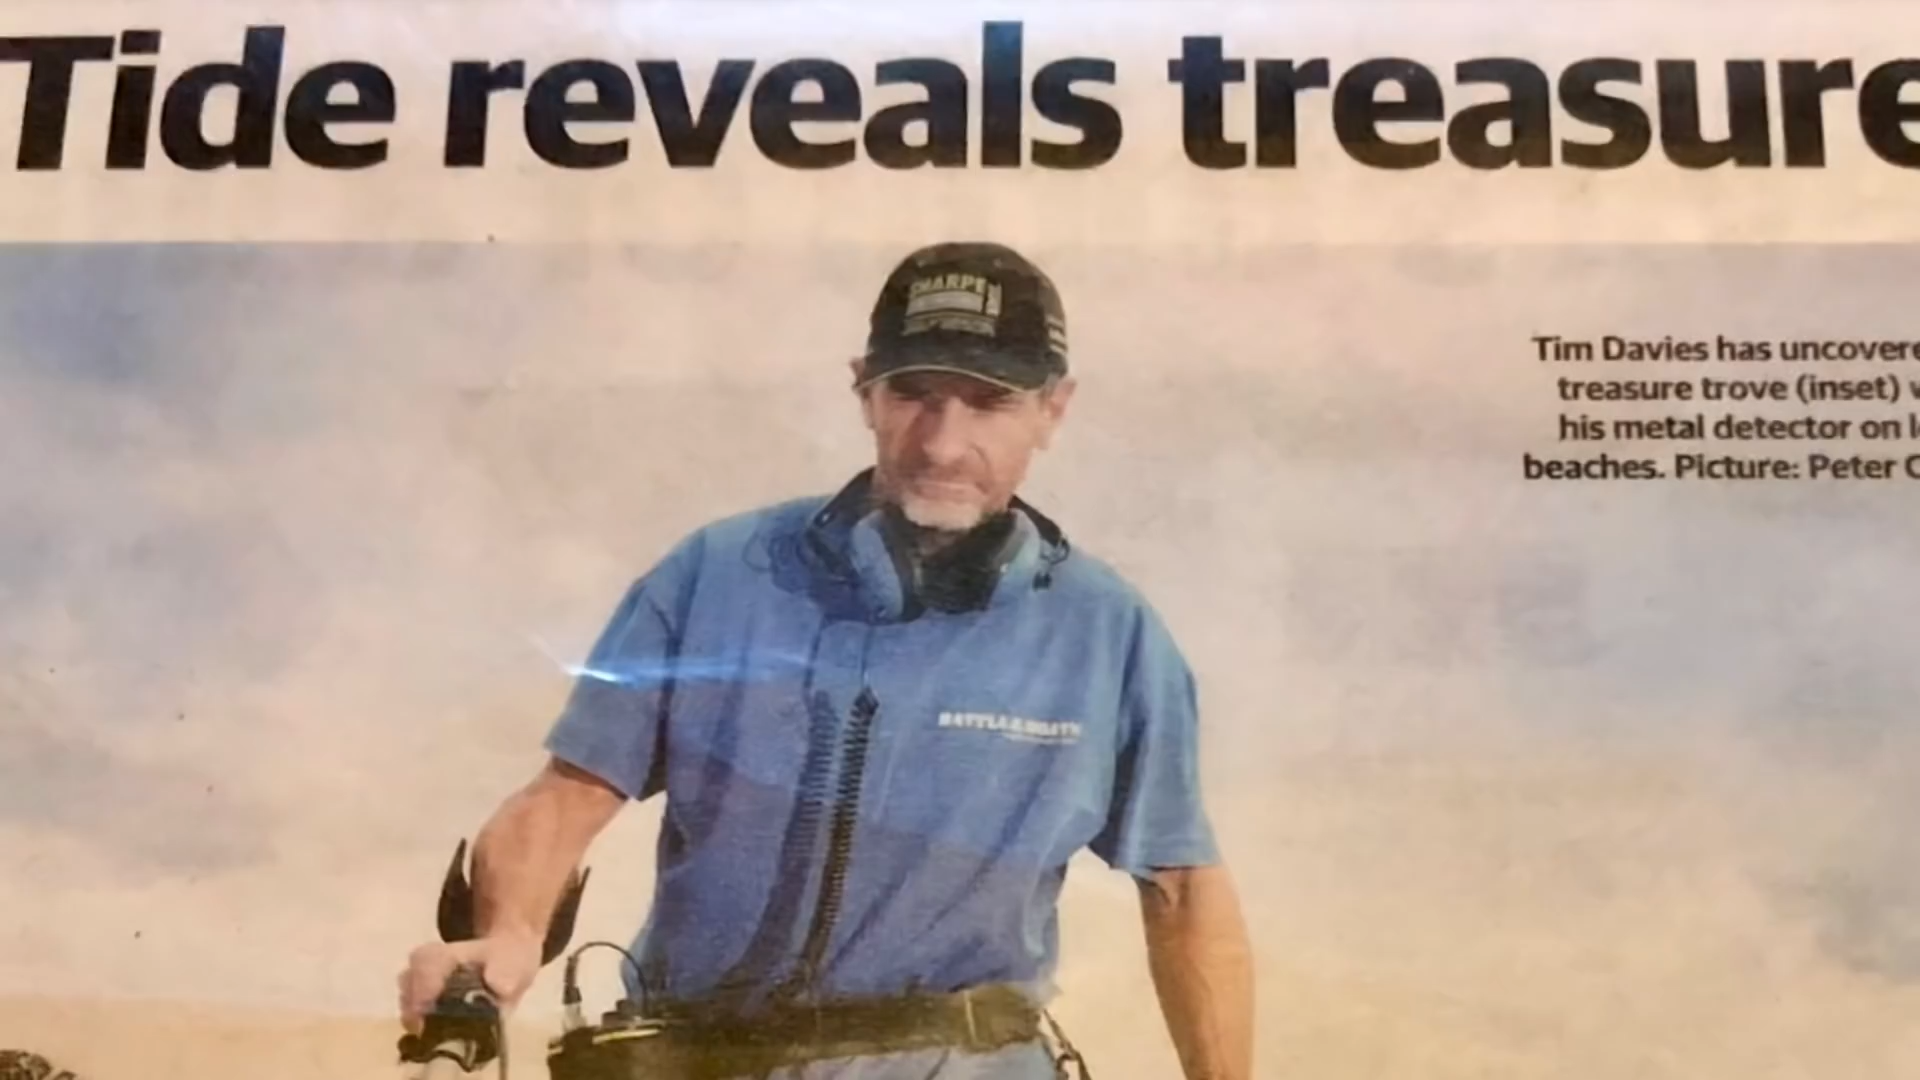 Tide reveals treasure
Tim Davies has uncovere
treasure trove (inset) w
his metal detector on l
beaches. Picture: Peter C
SHARPE